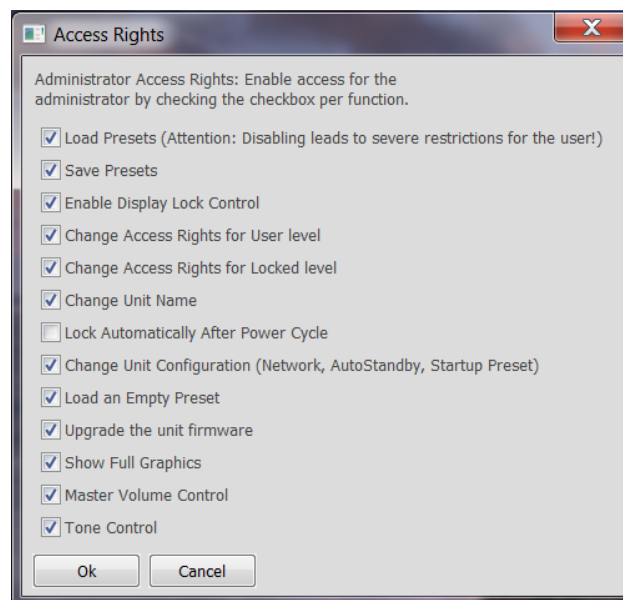 Access Rights
Administrator Access Rights: Enable access for the
administrator by checking the checkbox per function.
Load Presets (Attention: Disabling leads to severe restrictions for the user!)
Save Presets
Enable Display Lock Control
Change Access Rights for User level
Change Access Rights for Locked level
Change Unit Name
Lock Automatically After Power Cycle
Change Unit Configuration (Network, AutoStandby, Startup Preset)
Load an Empty Preset
Upgrade the unit firmware
Show Full Graphics
Master Volume Control
Tone Control
Ok Cancel